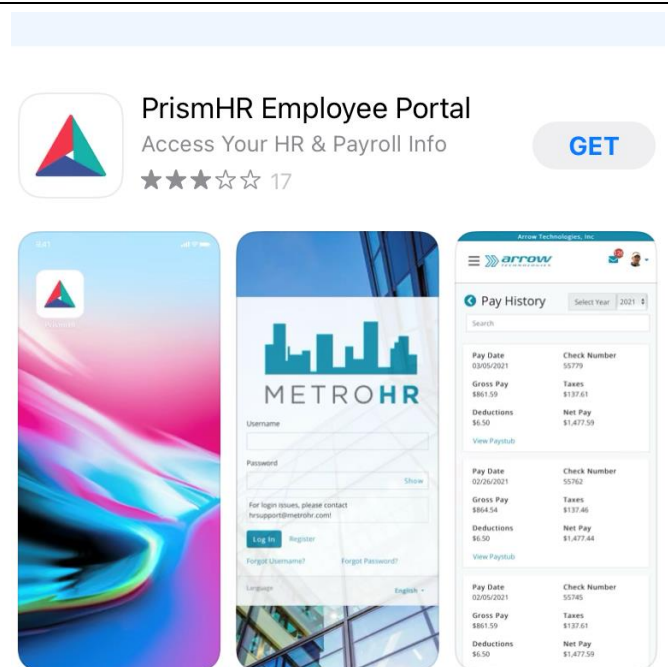 PrismHR Employee Portal
Access Your HR & Payroll Info
GET
17
9:41
METROHR
Username
Password
Show
For login issues, please contact
hrsupport@metrohr.com!
Log In Register
Forgot Username? Forgot Password?
Language English
Arrow Technologies, Inc
arrow
TECHNOLOGIES
Pay History Select Year 2021
Search
Pay Date Check Number
03/05/2021 55779
Gross Pay Taxes
$861.59 $137.61
Deductions Net Pay
$6.50 $1,477.59
View Paystub
Pay Date Check Number
02/26/2021 55762
Gross Pay Taxes
$864.54 $137.46
Deductions Net Pay
$6.50 $1,477.44
View Paystub
Pay Date Check Number
02/05/2021 55745
Gross Pay Taxes
$861.59 $137.61
Deductions Net Pay
$6.50 $1,477.59